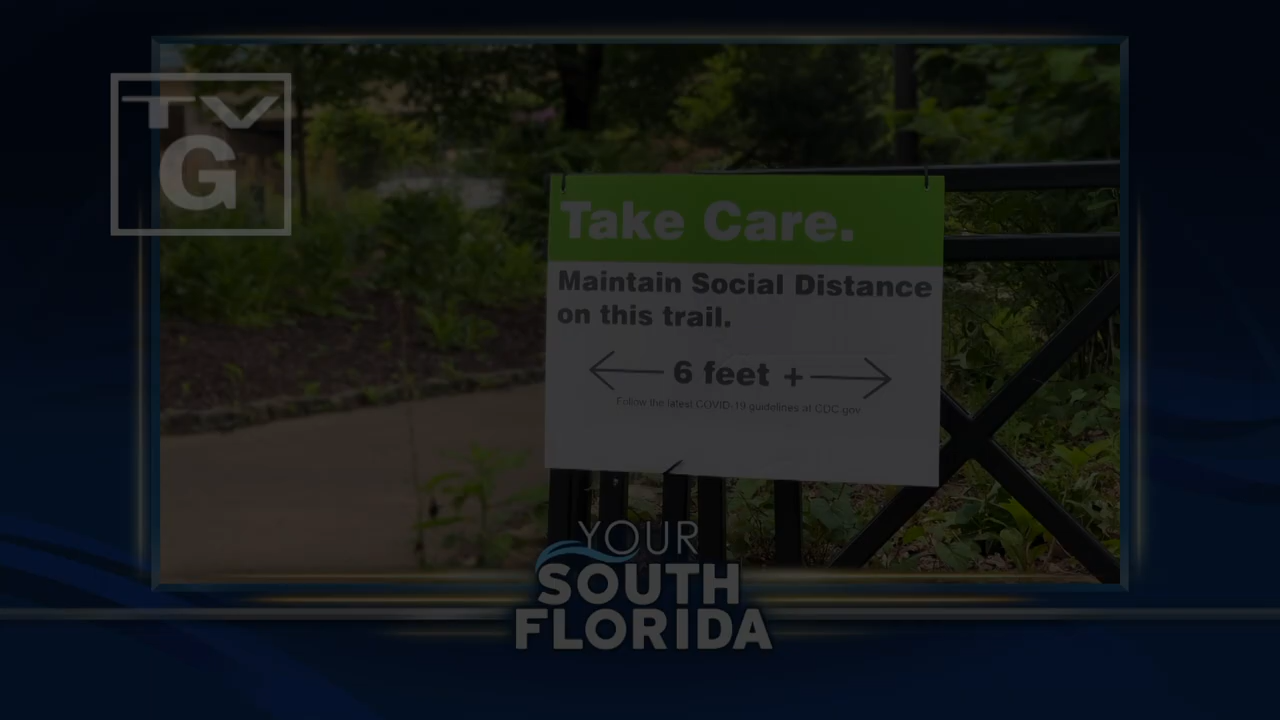 TV
G
Take Care.
Maintain Social Distance
on this trail.
6 feet +
Follow the latest COVID-19 guidelines at CDC.gov
YOUR
SOUTH
FLORIDA